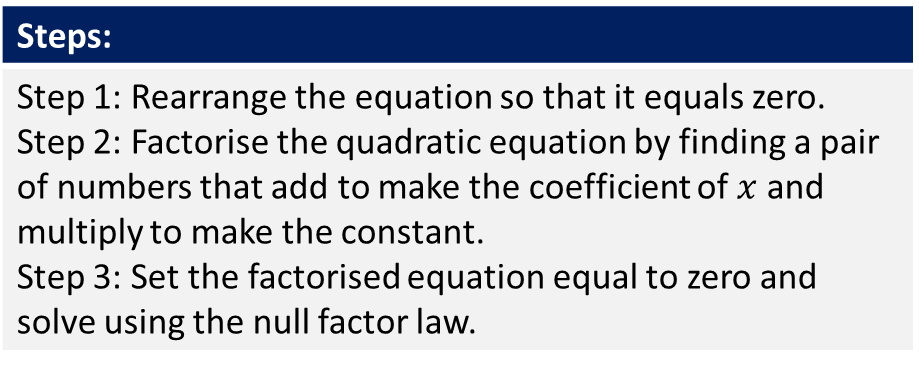 Steps:
Step 1: Rearrange the equation so that it equals zero.
Step 2: Factorise the quadratic equation by finding a pair
of numbers that add to make the coefficient of 𝑥 and
multiply to make the constant.
Step 3: Set the factorised equation equal to zero and
solve using the null factor law.